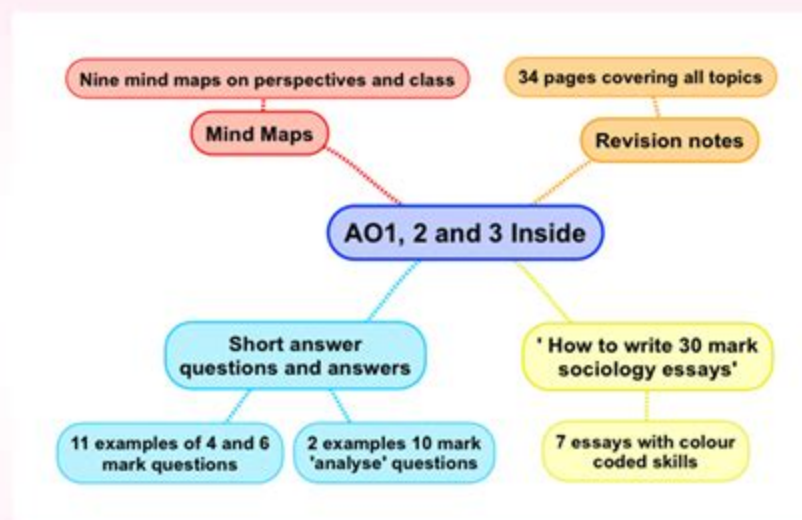 Nine mind maps on perspectives and class
34 pages covering all topics
Mind Maps
Revision notes
AO1, 2 and 3 Inside
Short answer
questions and answers
' How to write 30 mark
sociology essays'
11 examples of 4 and 6
mark questions
2 examples 10 mark
'analyse' questions
7 essays with colour
coded skills